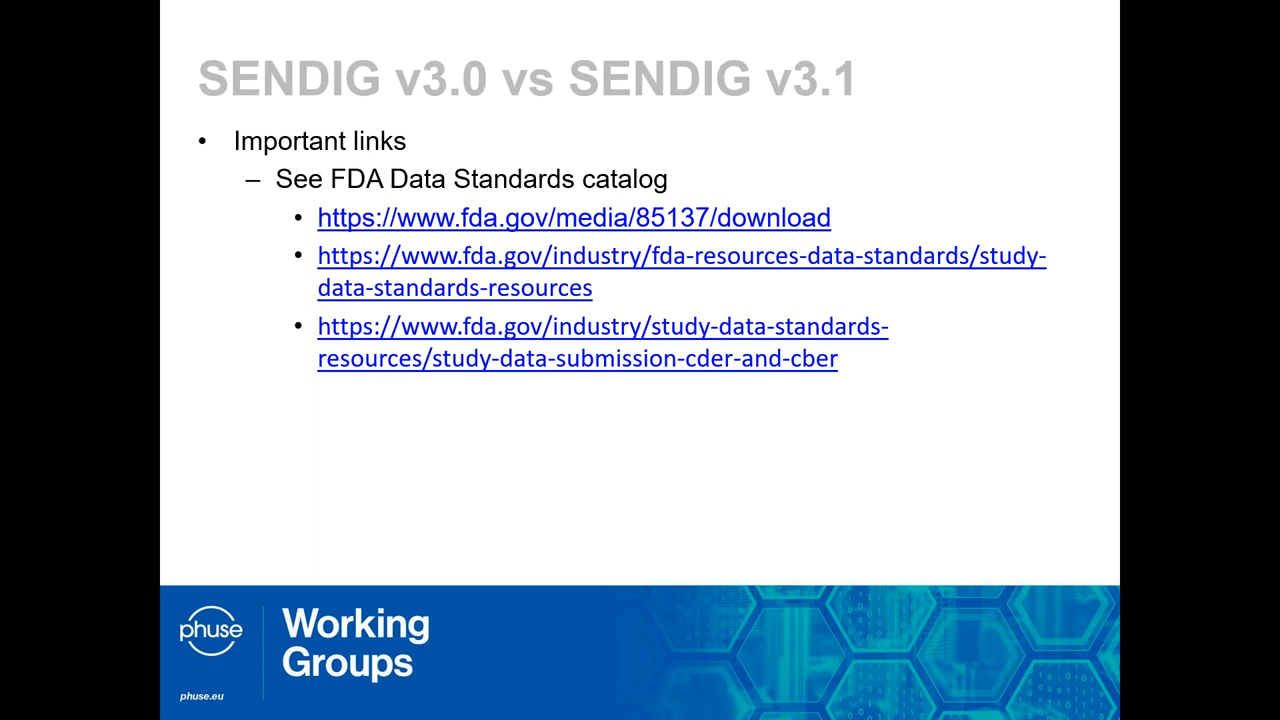 SENDIG v3.0 vs SENDIG v3.1
• Important links
– See FDA Data Standards catalog
• https://www.fda.gov/media/85137/download
• https://www.fda.gov/industry/fda-resources-data-standards/study-
data-standards-resources
• https://www.fda.gov/industry/study-data-standards-
resources/study-data-submission-cder-and-cber
phuse
Working
Groups
phuse.eu